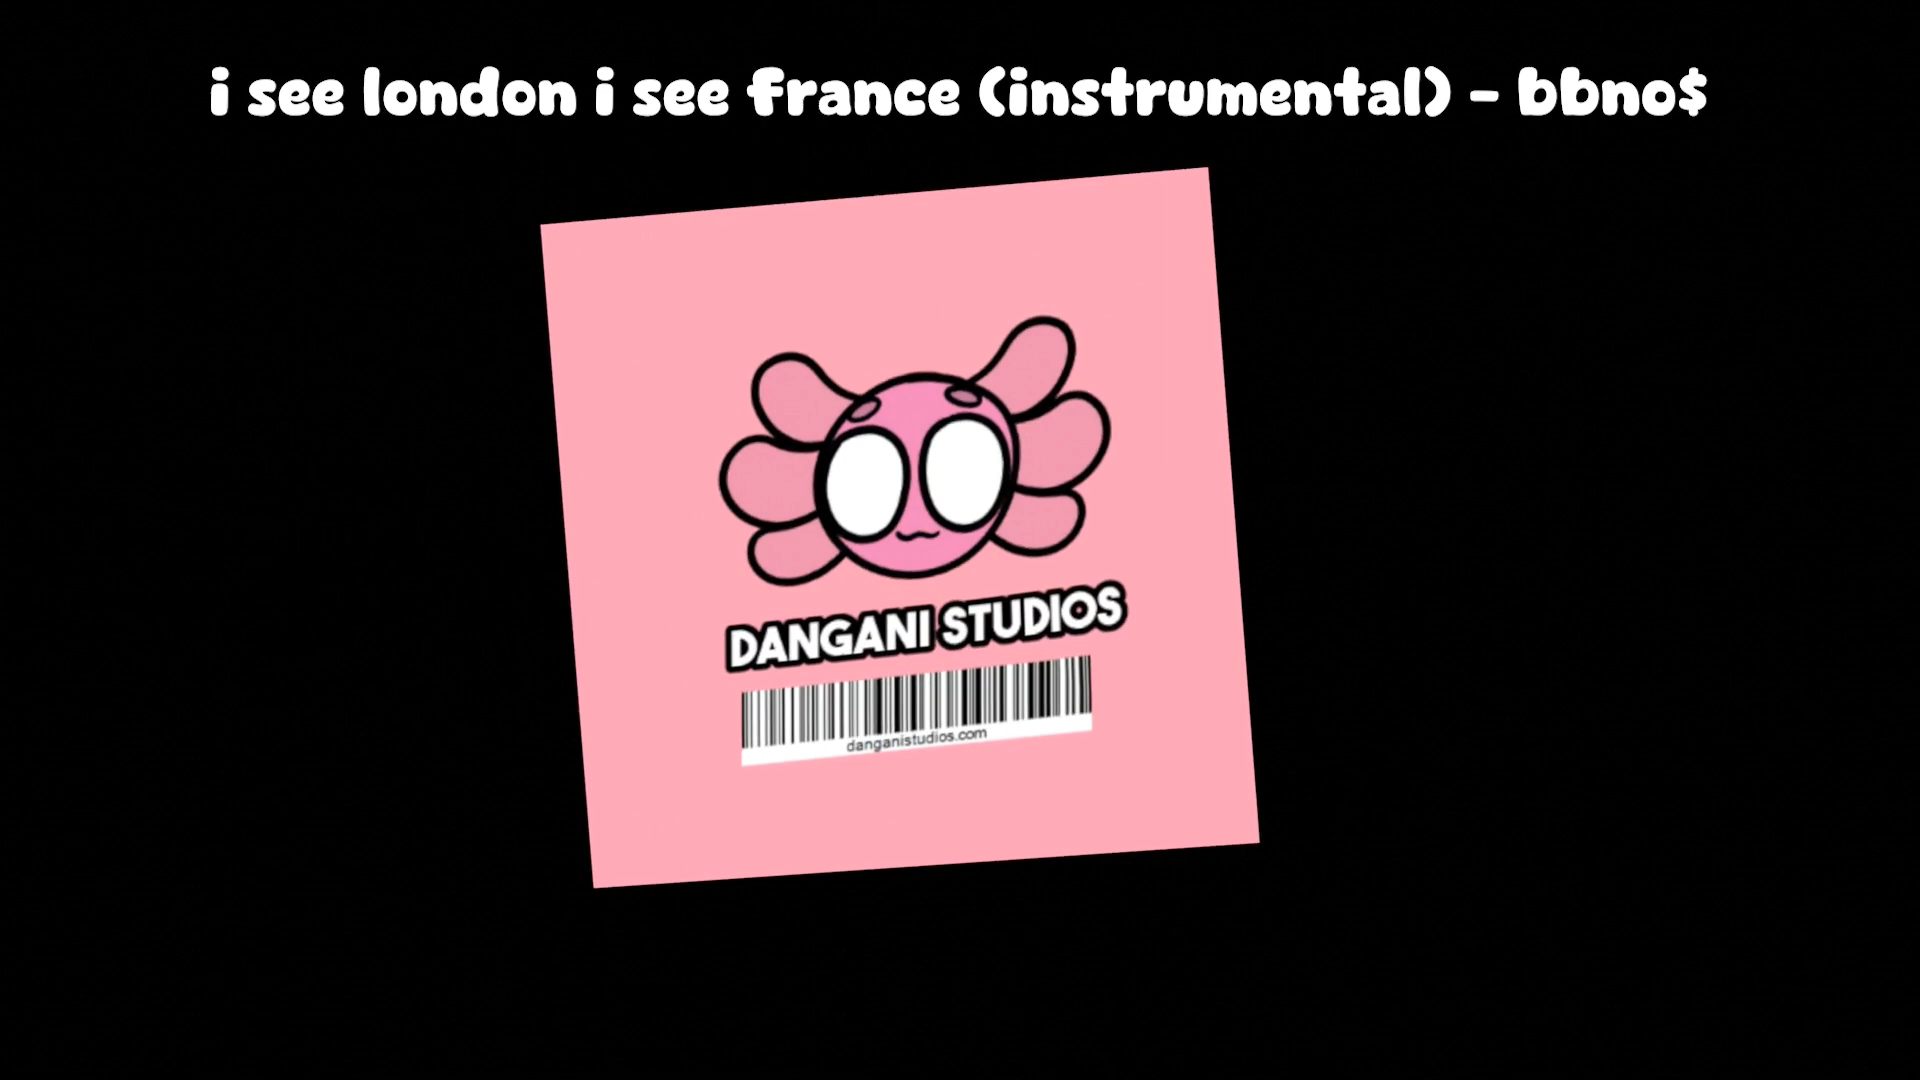 i see london i see france (instrumental) - bbno$
DANGANI STUDIOS
danganistudios.com